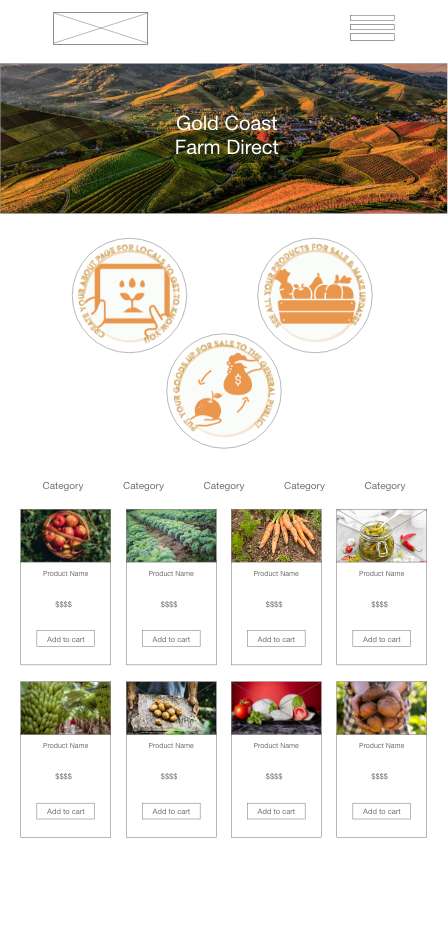 Gold Coast
Farm Direct
CREATE YOUR ABOUT PAGE FOR LOCALS TO GET TO KNOW YOU
SEE ALL YOUR PRODUCTS FOR SALE & MAKE UPDATES
PUT YOUR GOODS UP FOR SALE TO THE GENERAL PUBLIC!
$
Category Category Category Category Category
Product Name Product Name Product Name Product Name
$$$$ $$$$ $$$$ $$$$
Add to cart Add to cart Add to cart Add to cart
Product Name Product Name Product Name Product Name
$$$$ $$$$ $$$$ $$$$
Add to cart Add to cart Add to cart Add to cart